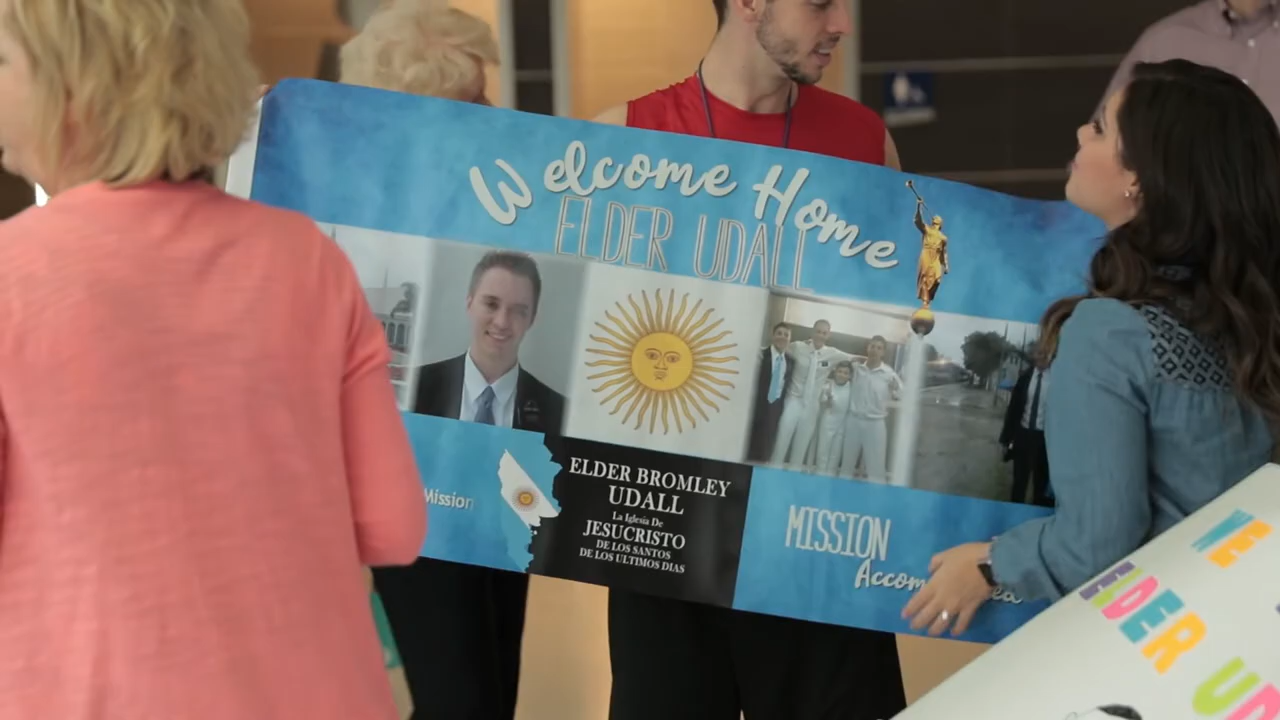 Welcome Home
ELDER UDALL
Mission
ELDER BROMLEY
UDALL
La Iglesia De
JESUCRISTO
DE LOS SANTOS
DE LOS ULTIMOS DIAS
MISSION
WE
ELDER